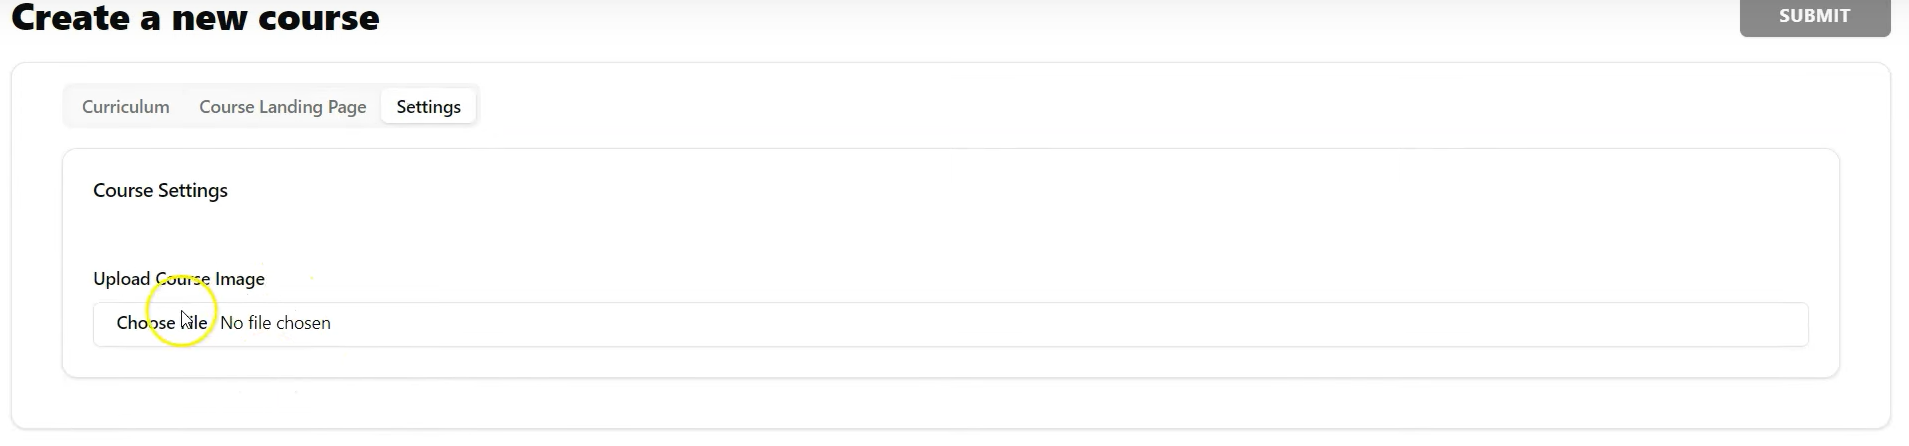 Create a new course
SUBMIT
Curriculum
Course Landing Page
Settings
Course Settings
Upload Course Image
Choose File
No file chosen